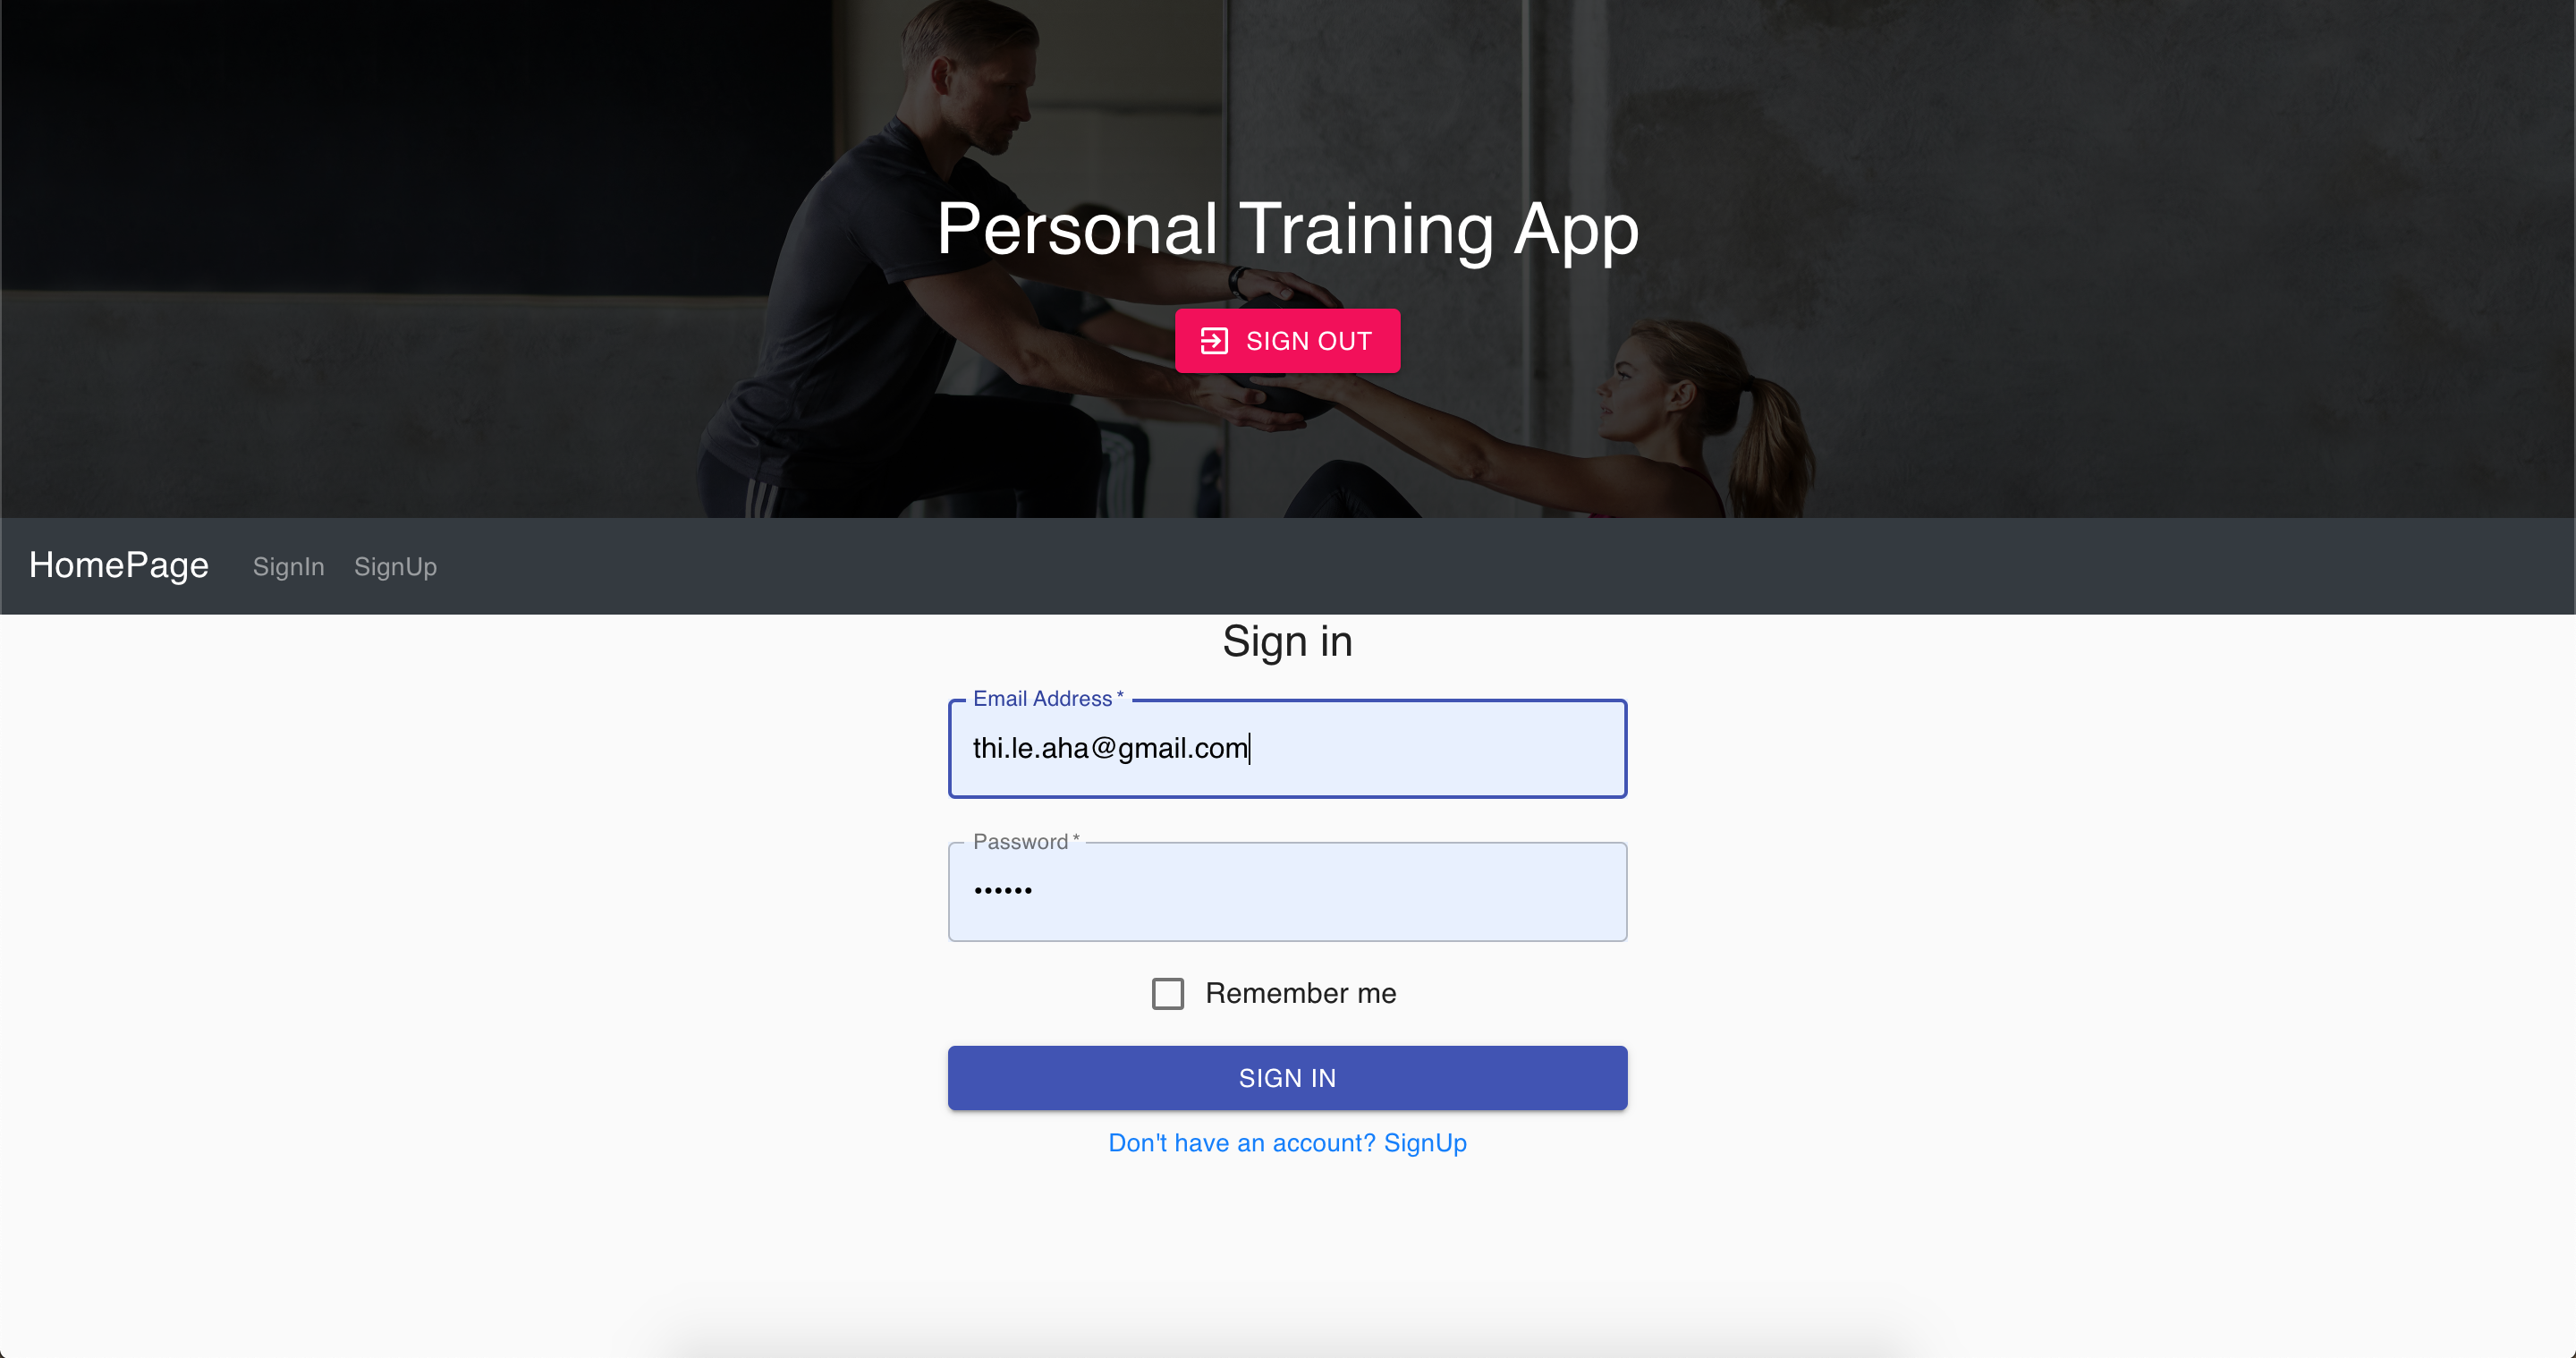 Personal Training App
SIGN OUT
HomePage SignIn SignUp
Sign in
Email Address *
thi.le.aha@gmail.com
Password *
••••••
Remember me
SIGN IN
Don't have an account? SignUp